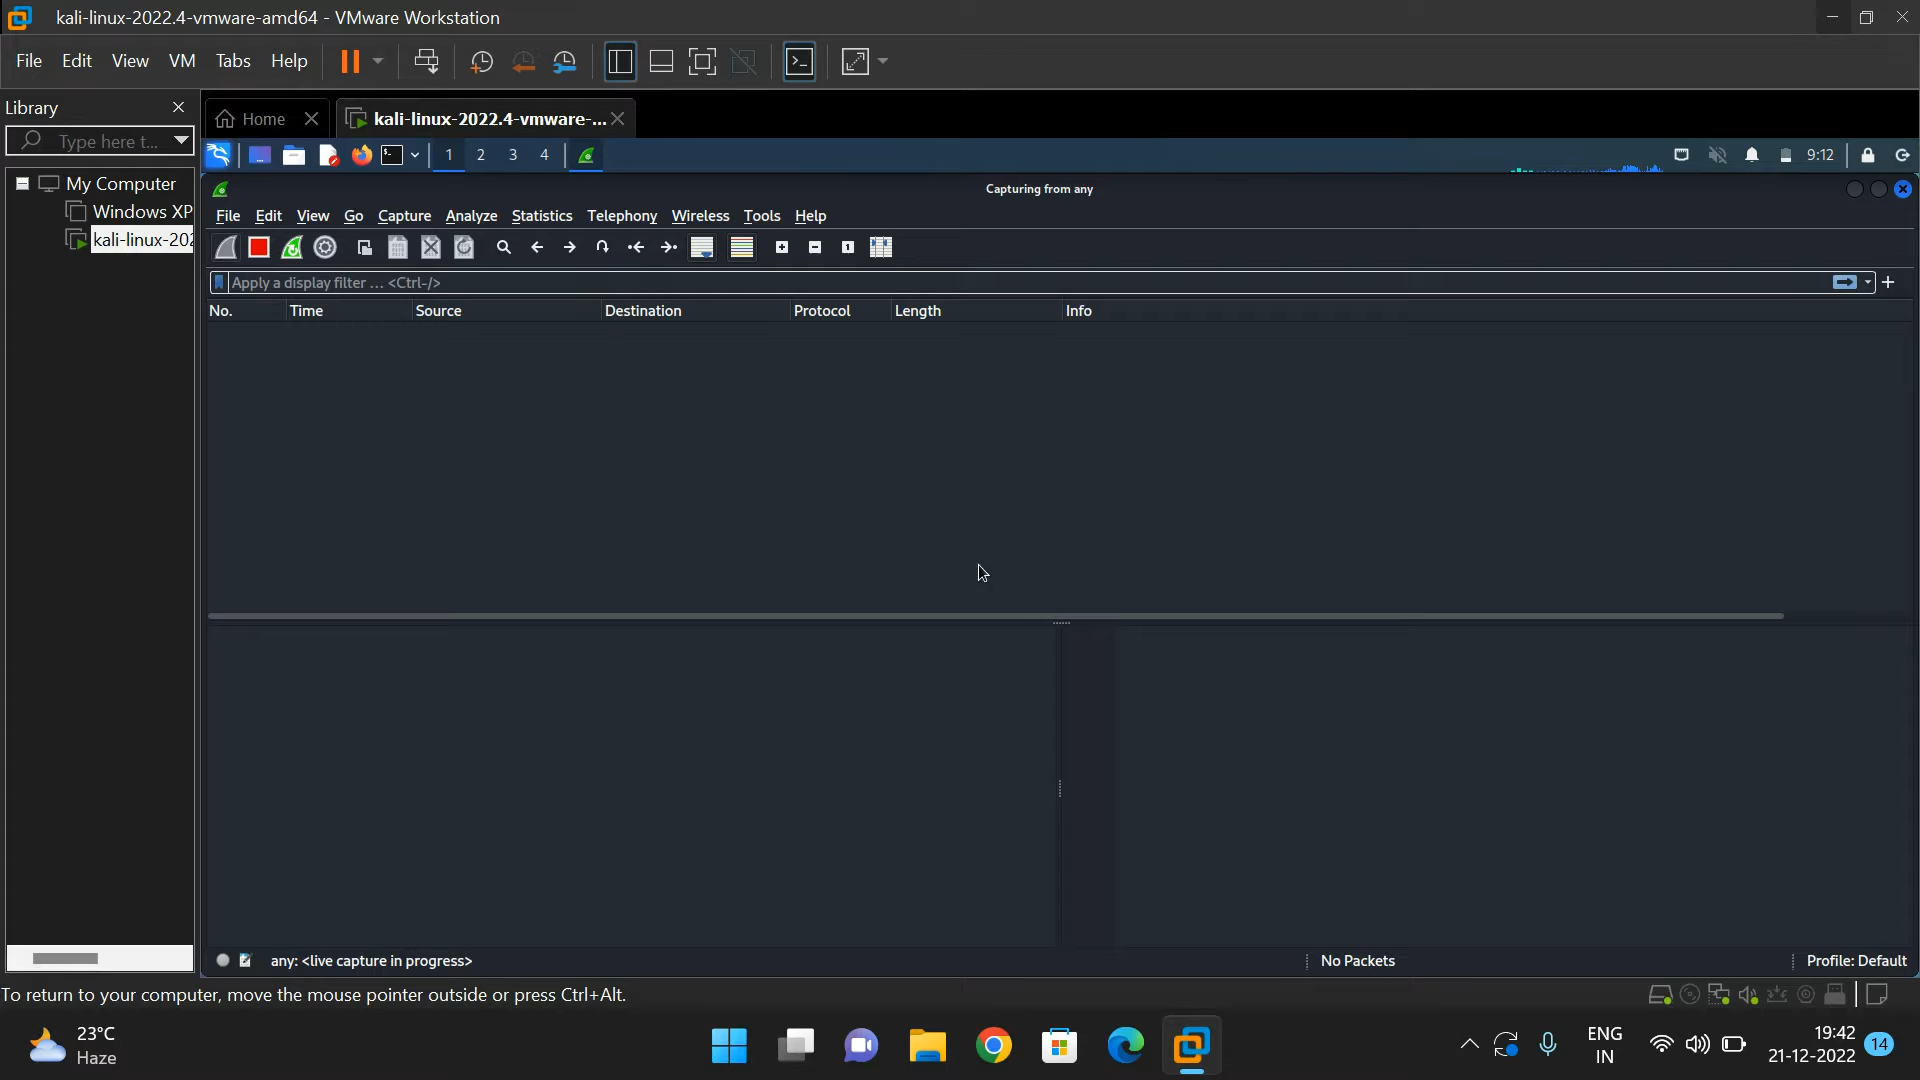 kali-linux-2022.4-vmware-amd64 - VMware Workstation
File Edit View VM Tabs Help
Library
Home kali-linux-2022.4-vmware-...
Type here t...
1 2 3 4 9:12
My Computer
Windows XP
kali-linux-202
Capturing from any
File Edit View Go Capture Analyze Statistics Telephony Wireless Tools Help
Apply a display filter ... <Ctrl-/>
No. Time Source Destination Protocol Length Info
any: <live capture in progress> No Packets Profile: Default
To return to your computer, move the mouse pointer outside or press Ctrl+Alt.
23°C
Haze
ENG
IN
19:42
21-12-2022
14